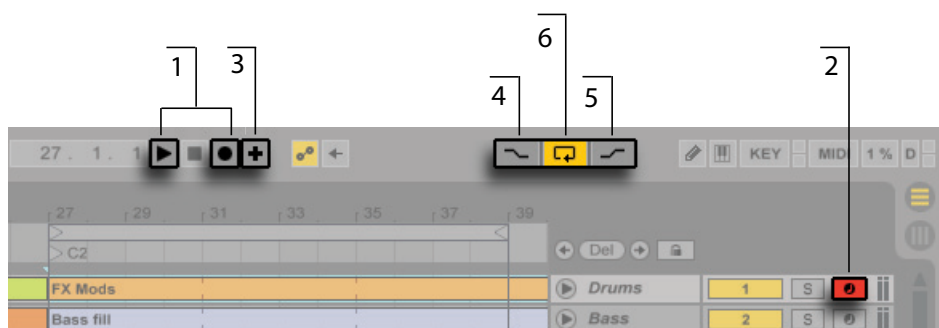 6
1 3 2
4 5
27. 1. 1 KEY MIDI 1 % D
27 29 31 33 35 37 39
C2 Del
FX Mods Drums 1 S
Bass fill Bass 2 S